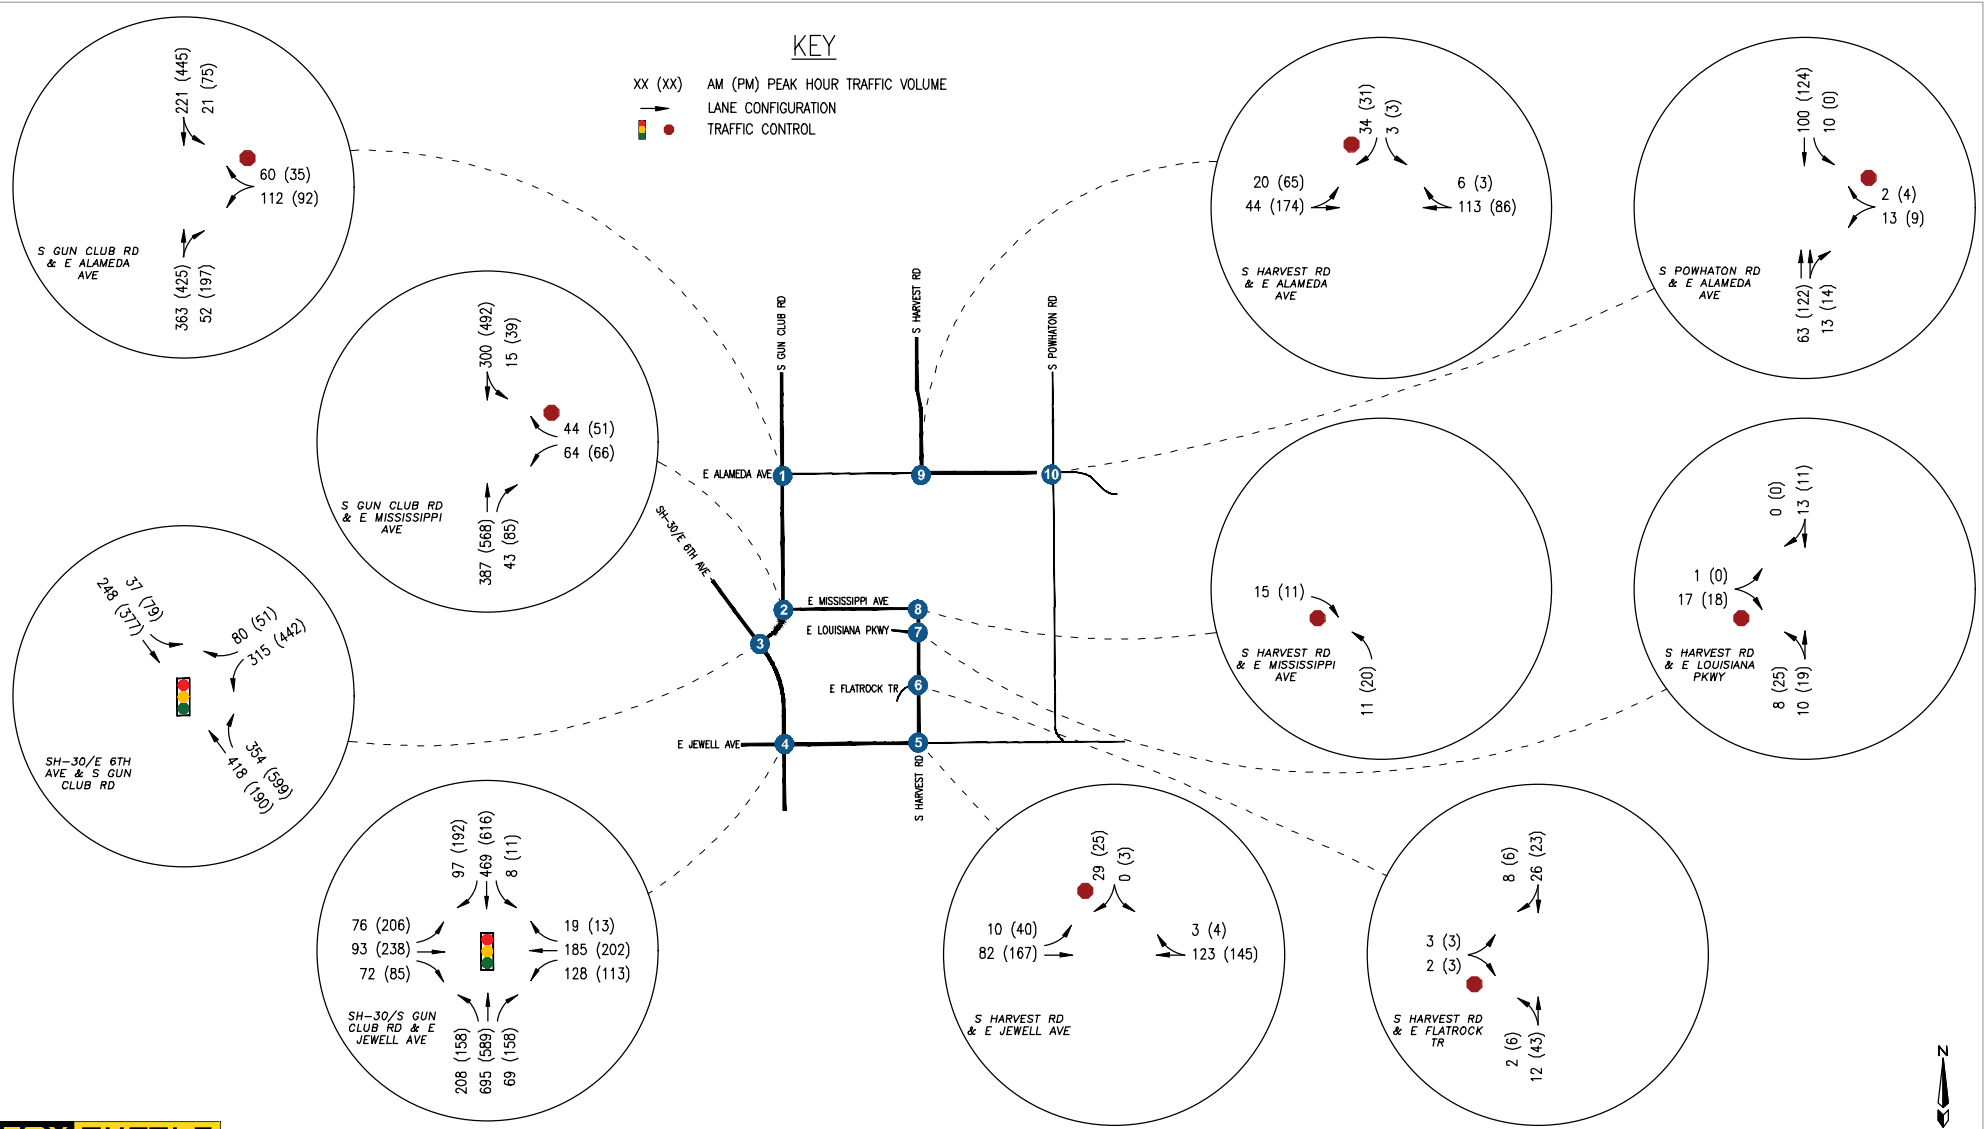 KEY
XX (XX) AM (PM) PEAK HOUR TRAFFIC VOLUME
LANE CONFIGURATION
TRAFFIC CONTROL
221 (445)
21 (75)
60 (35)
112 (92)
363 (425)
52 (197)
S GUN CLUB RD
& E ALAMEDA
AVE
300 (492)
15 (39)
44 (51)
64 (66)
387 (568)
43 (85)
S GUN CLUB RD
& E MISSISSIPPI
AVE
37 (79)
248 (377)
80 (51)
315 (442)
354 (599)
418 (190)
SH-30/E 6TH
AVE & S GUN
CLUB RD
97 (192)
469 (616)
8 (11)
76 (206)
93 (238)
72 (85)
19 (13)
185 (202)
128 (113)
208 (158)
695 (589)
69 (158)
SH-30/S GUN
CLUB RD & E
JEWELL AVE
S GUN CLUB RD
S HARVEST RD
S POWHATON RD
E ALAMEDA AVE
1
9
10
SH-30/E 6TH AVE
E MISSISSIPPI AVE
2
8
E LOUISIANA PKWY
7
3
E FLATROCK TR
6
E JEWELL AVE
4
5
S HARVEST RD
34 (31)
3 (3)
20 (65)
44 (174)
6 (3)
113 (86)
S HARVEST RD
& E ALAMEDA
AVE
100 (124)
10 (0)
2 (4)
13 (9)
63 (122)
13 (14)
S POWHATON RD
& E ALAMEDA
AVE
15 (11)
11 (20)
S HARVEST RD
& E MISSISSIPPI
AVE
0 (0)
13 (11)
1 (0)
17 (18)
8 (25)
10 (19)
S HARVEST RD
& E LOUISIANA
PKWY
29 (25)
0 (3)
10 (40)
82 (167)
3 (4)
123 (145)
S HARVEST RD
& E JEWELL AVE
8 (6)
26 (23)
3 (3)
2 (3)
2 (6)
12 (43)
S HARVEST RD
& E FLATROCK
TR
N